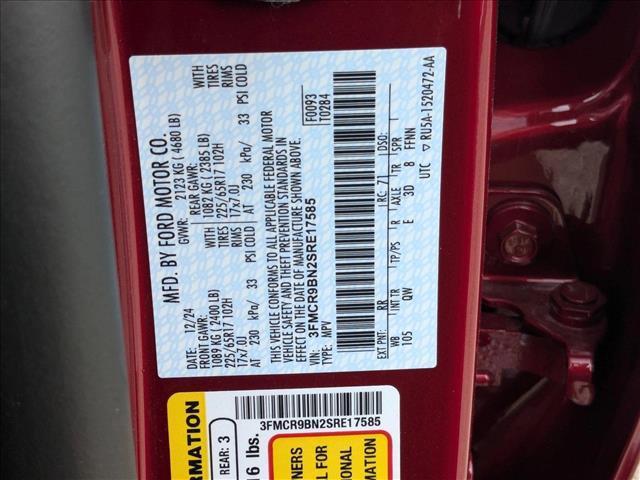 MFD. BY FORD MOTOR CO.
DATE: 12/24
GVWR: 2123 KG ( 4680 LB)
FRONT GAWR: REAR GAWR: WITH
1089 KG ( 2400 LB) 1082 KG ( 2385 LB) TIRES
225/65R17 102H TIRES 225/65R17 102H RIMS
17x7.0J RIMS 17x7.0J
AT 230 kPa/ 33 PSI COLD AT 230 kPa/ 33 PSI COLD
THIS VEHICLE CONFORMS TO ALL APPLICABLE FEDERAL MOTOR
VEHICLE SAFETY AND THEFT PREVENTION STANDARDS IN
EFFECT ON THE DATE OF MANUFACTURE SHOWN ABOVE.
VIN: 3FMCR9BN2SRE17585 F0093
TYPE: MPV T0284
EXT PNT: RR RC: 71 DSO:
WB INT TR TP/PS R AXLE TR SPR
105 QW E 3D 8 FFNN
UTC ▽ RU5A-1520472-AA
3FMCR9BN2SRE17585
RMATION
REAR: 3
16 lbs.
NERS
L FOR
IONAL
MATION